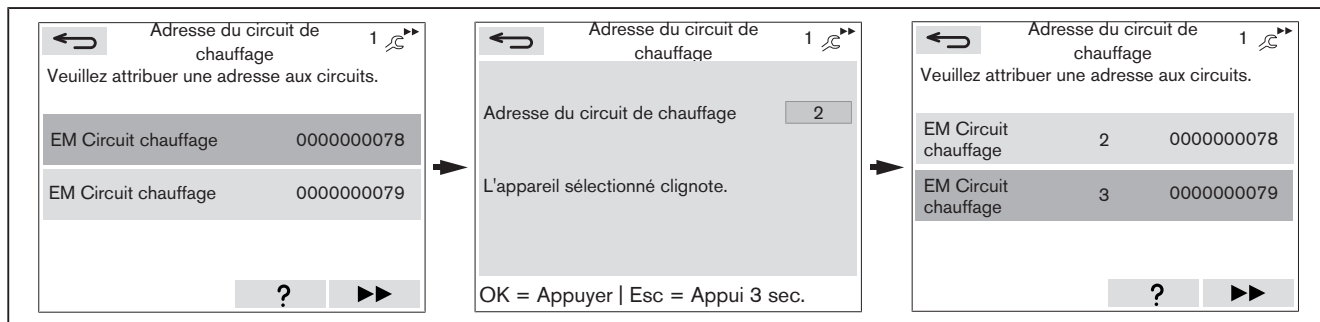 Adresse du circuit de
chauffage
1
Veuillez attribuer une adresse aux circuits.
EM Circuit chauffage 0000000078
EM Circuit chauffage 0000000079
?
Adresse du circuit de
chauffage
1
Adresse du circuit de chauffage 2
L'appareil sélectionné clignote.
OK = Appuyer | Esc = Appui 3 sec.
Adresse du circuit de
chauffage
1
Veuillez attribuer une adresse aux circuits.
EM Circuit
chauffage 2 0000000078
EM Circuit
chauffage 3 0000000079
?